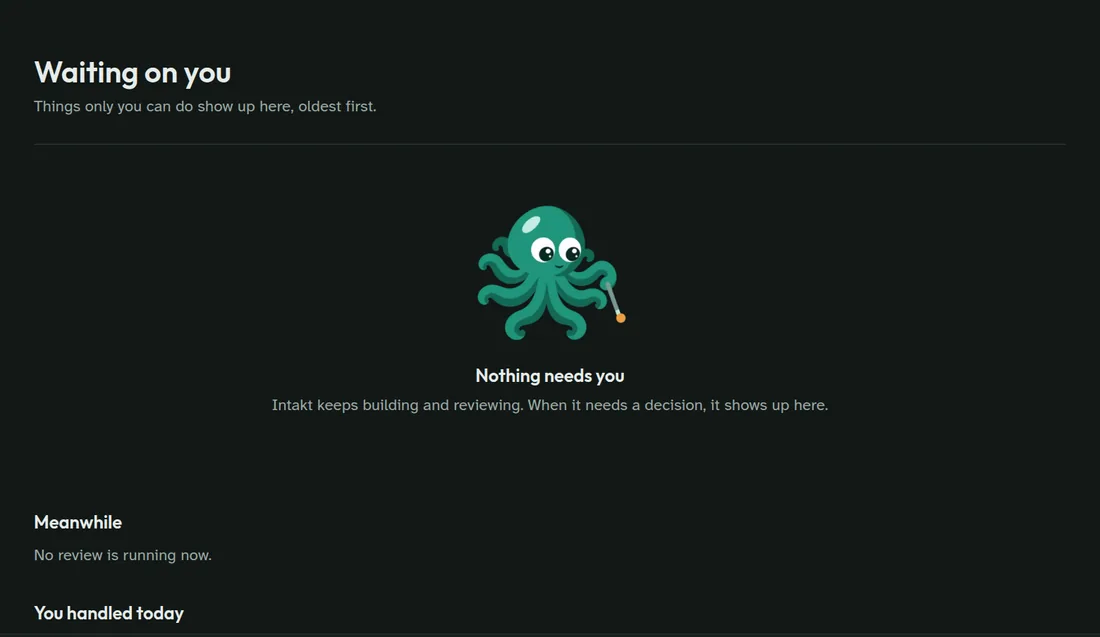 Waiting on you
Things only you can do show up here, oldest first.
Nothing needs you
Intakt keeps building and reviewing. When it needs a decision, it shows up here.
Meanwhile
No review is running now.
You handled today